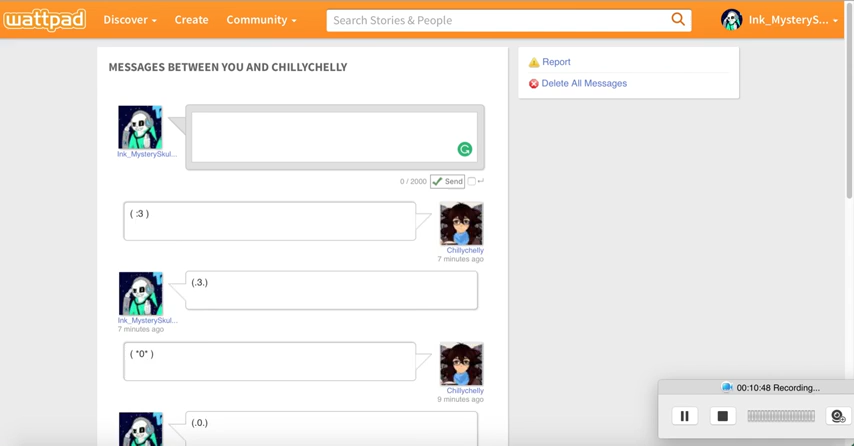 wattpad Discover Create Community Search Stories & People Ink_MysteryS...
MESSAGES BETWEEN YOU AND CHILLYCHELLY
Report
Delete All Messages
Ink_MysterySkul...
0 / 2000 Send
( :3 )
Chillychelly
7 minutes ago
(.3.)
Ink_MysterySkul...
7 minutes ago
( *0* )
Chillychelly
9 minutes ago
(.0.)
00:10:48 Recording...